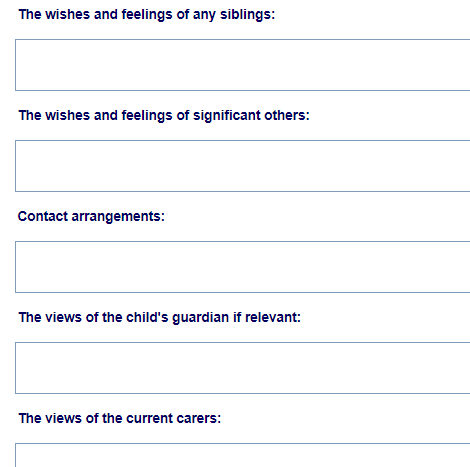 The wishes and feelings of any siblings:
The wishes and feelings of significant others:
Contact arrangements:
The views of the child's guardian if relevant:
The views of the current carers: